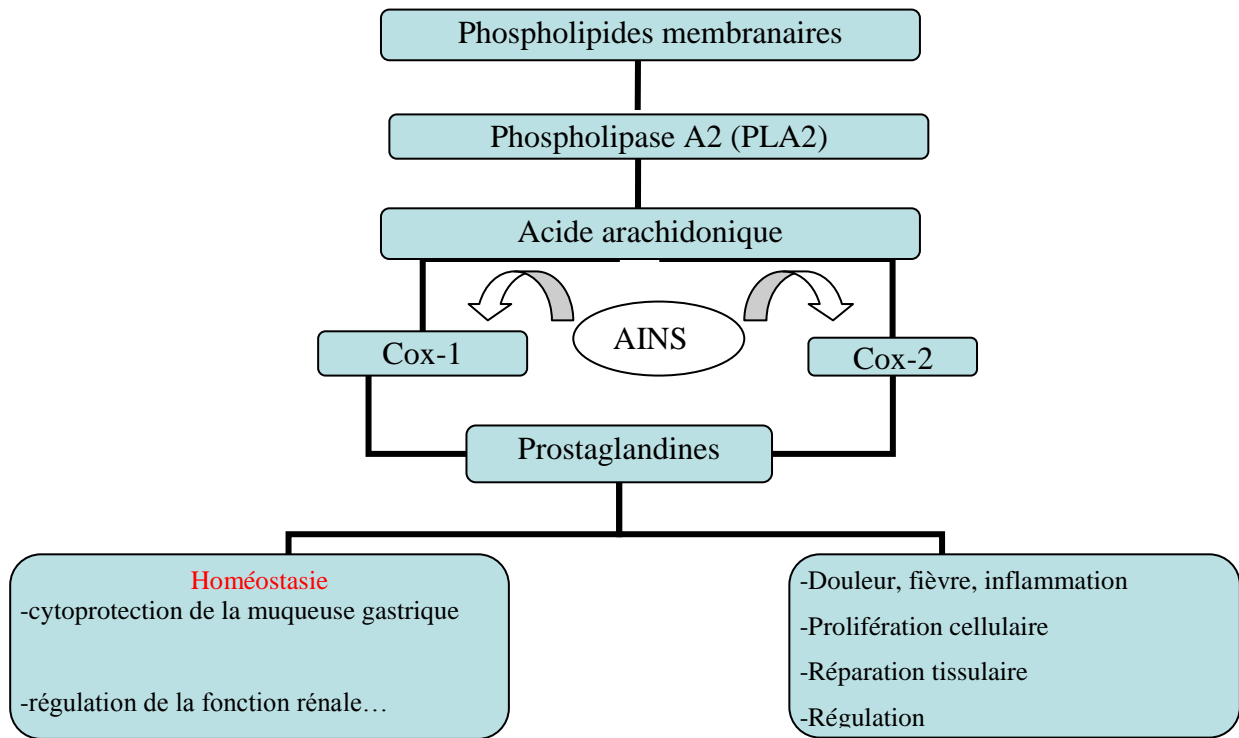 Phospholipides membranaires
Phospholipase A2 (PLA2)
Acide arachidonique
AINS
Cox-1
Cox-2
Prostaglandines
Homéostasie
-cytoprotection de la muqueuse gastrique
-régulation de la fonction rénale…
-Douleur, fièvre, inflammation
-Prolifération cellulaire
-Réparation tissulaire
-Régulation